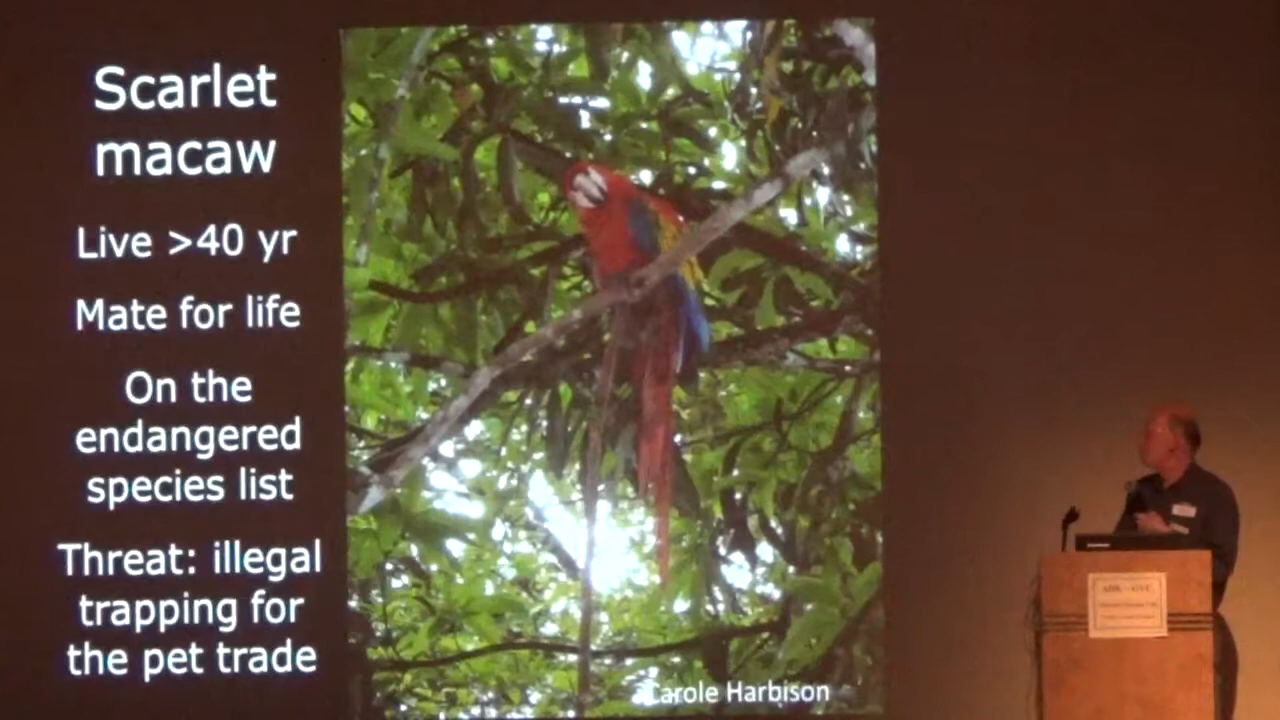 Scarlet
macaw
Live >40 yr
Mate for life
On the
endangered
species list
Threat: illegal
trapping for
the pet trade
Carole Harbison